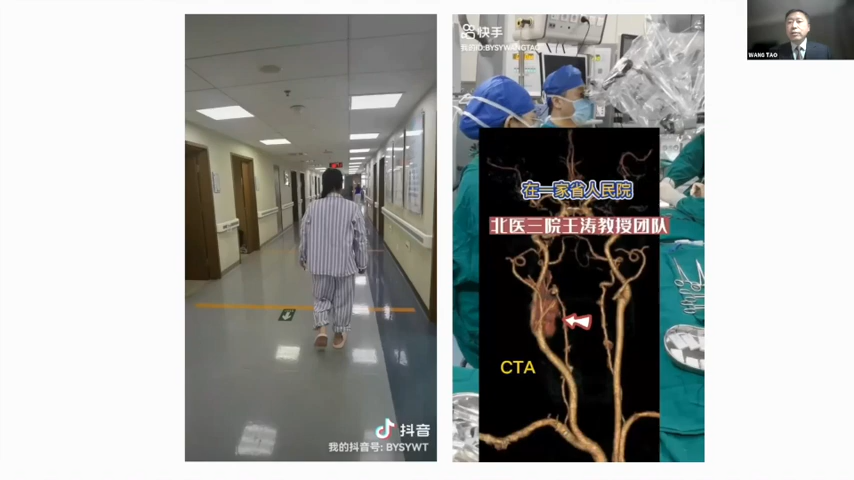 抖音
我的抖音号: BYSYWT
快手
我的ID:BYSYWANGTAO
在一家省人民院
北医三院王涛教授团队
CTA
WANG TAO